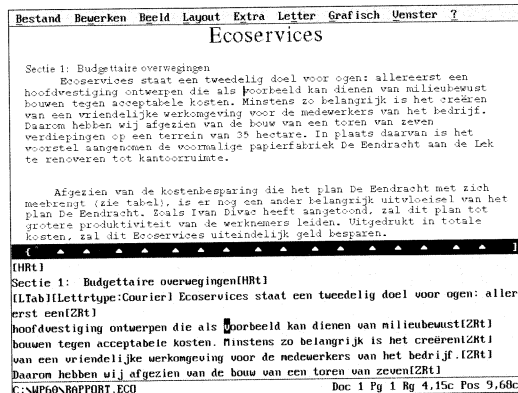 Bestand Bewerken Beeld Layout Extra Letter Grafisch Venster ?
Ecoservices
Sectie 1: Budgettaire overwegingen
Ecoservices staat een tweedelig doel voor ogen: allereerst een
hoofdvestiging ontwerpen die als voorbeeld kan dienen van milieubewust
bouwen tegen acceptabele kosten. Minstens zo belangrijk is het creëren
van een vriendelijke werkomgeving voor de medewerkers van het bedrijf.
Daarom hebben wij afgezien van de bouw van een toren van zeven
verdiepingen op een terrein van 35 hectare. In plaats daarvan is het
voorstel aangenomen de voormalige papierfabriek De Eendracht aan de Lek
te renoveren tot kantoorruimte.
Afgezien van de kostenbesparing die het plan De Eendracht met zich
meebrengt (zie tabel), is er nog een ander belangrijk uitvloeisel van het
plan De Eendracht. Zoals Ivan Divac heeft aangetoond, zal dit plan tot
grotere produktiviteit van de werknemers leiden. Uitgedrukt in totale
kosten, zal dit Ecoservices uiteindelijk geld besparen.
{ ▲ ▲ ▲ ▲ ▲ ▲ ▲ ▲ ▲ ▲ ▲ ▲ ▲ ▲ ▲ ]
[HRt]
Sectie 1: Budgettaire overwegingen[HRt]
[LTab][Lettrtype:Courier] Ecoservices staat een tweedelig doel voor ogen: aller
erst een[ZRt]
hoofdvestiging ontwerpen die als voorbeeld kan dienen van milieubewust[ZRt]
bouwen tegen acceptabele kosten. Minstens zo belangrijk is het creëren[ZRt]
van een vriendelijke werkomgeving voor de medewerkers van het bedrijf.[ZRt]
Daarom hebben wij afgezien van de bouw van een toren van zeven[ZRt]
C:\WP60\RAPPORT.ECO Doc 1 Pg 1 Rg 4,15c Pos 9,68c